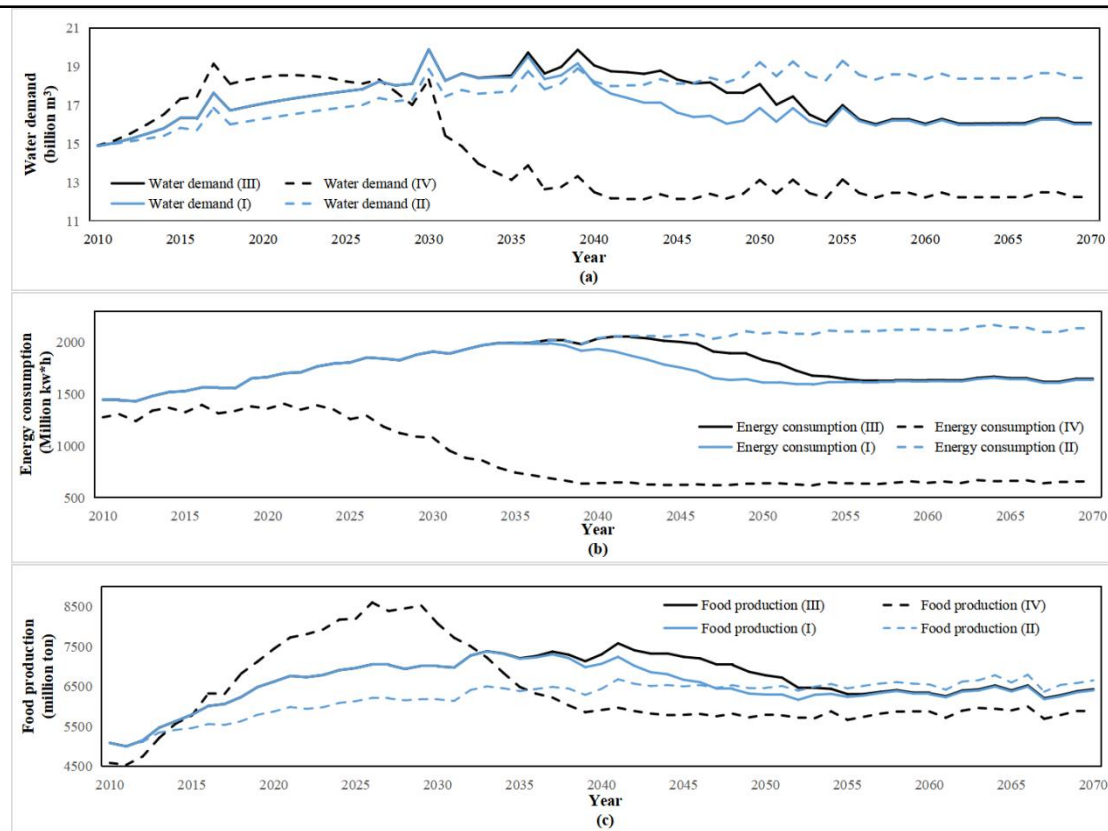 21
19
17
15
13
11
Water demand
(billion m³)
Water demand (III)
Water demand (IV)
Water demand (I)
Water demand (II)
2010 2015 2020 2025 2030 2035 2040 2045 2050 2055 2060 2065 2070
Year
(a)
2000
1500
1000
500
Energy consumption
(Million kw*h)
Energy consumption (III)
Energy consumption (IV)
Energy consumption (I)
Energy consumption (II)
2010 2015 2020 2025 2030 2035 2040 2045 2050 2055 2060 2065 2070
Year
(b)
8500
7500
6500
5500
4500
Food production
(million ton)
Food production (III)
Food production (IV)
Food production (I)
Food production (II)
2010 2015 2020 2025 2030 2035 2040 2045 2050 2055 2060 2065 2070
Year
(c)